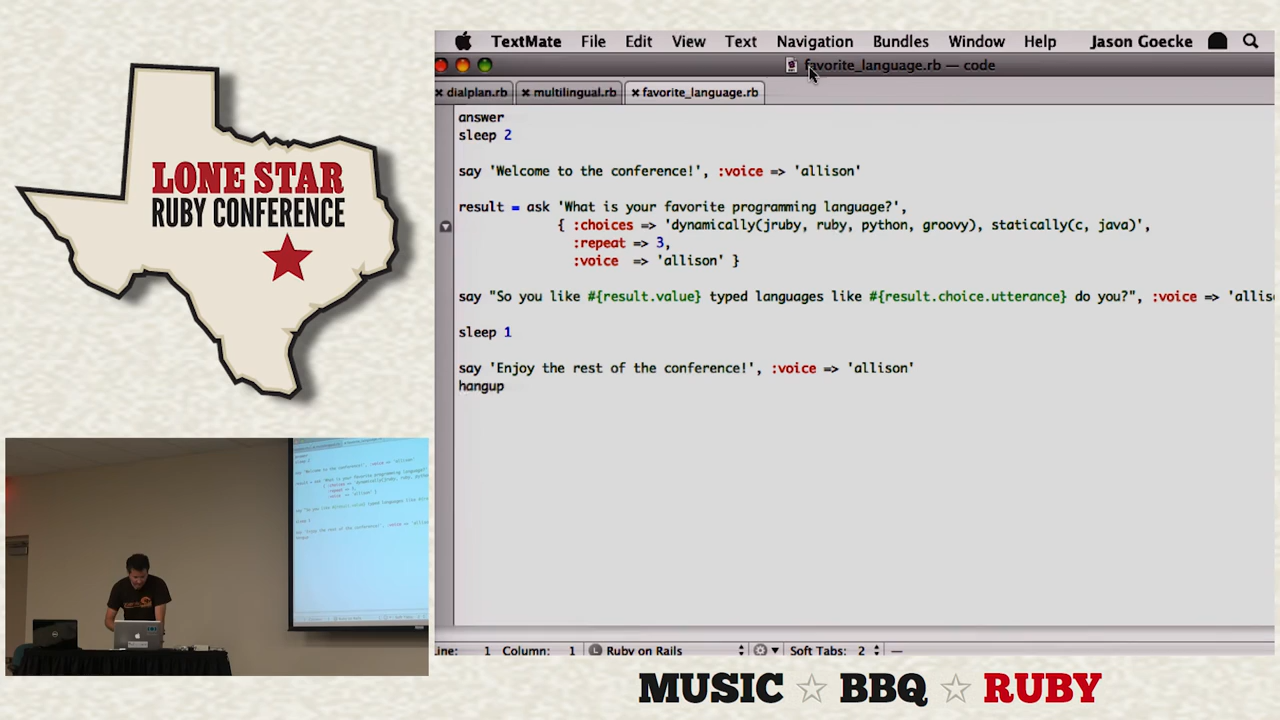 LONE STAR
RUBY CONFERENCE
TextMate File Edit View Text Navigation Bundles Window Help Jason Goecke
favorite_language.rb — code
× dialplan.rb × multilingual.rb × favorite_language.rb
answer
sleep 2
say 'Welcome to the conference!', :voice => 'allison'
result = ask 'What is your favorite programming language?',
{ :choices => 'dynamically(jruby, ruby, python, groovy), statically(c, java)',
:repeat => 3,
:voice => 'allison' }
say "So you like #{result.value} typed languages like #{result.choice.utterance} do you?", :voice => 'allis
sleep 1
say 'Enjoy the rest of the conference!', :voice => 'allison'
hangup
Line: 1 Column: 1 Ruby on Rails Soft Tabs: 2 —
MUSIC ☆ BBQ ☆ RUBY